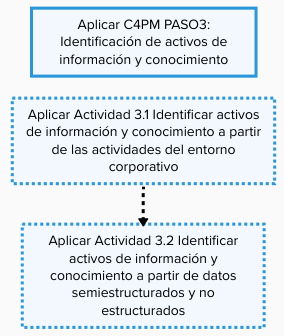 Aplicar C4PM PASO3:
Identificación de activos de
información y conocimiento
Aplicar Actividad 3.1 Identificar activos
de información y conocimiento a partir
de las actividades del entorno
corporativo
Aplicar Actividad 3.2 Identificar
activos de información y
conocimiento a partir de datos
semiestructurados y no
estructurados